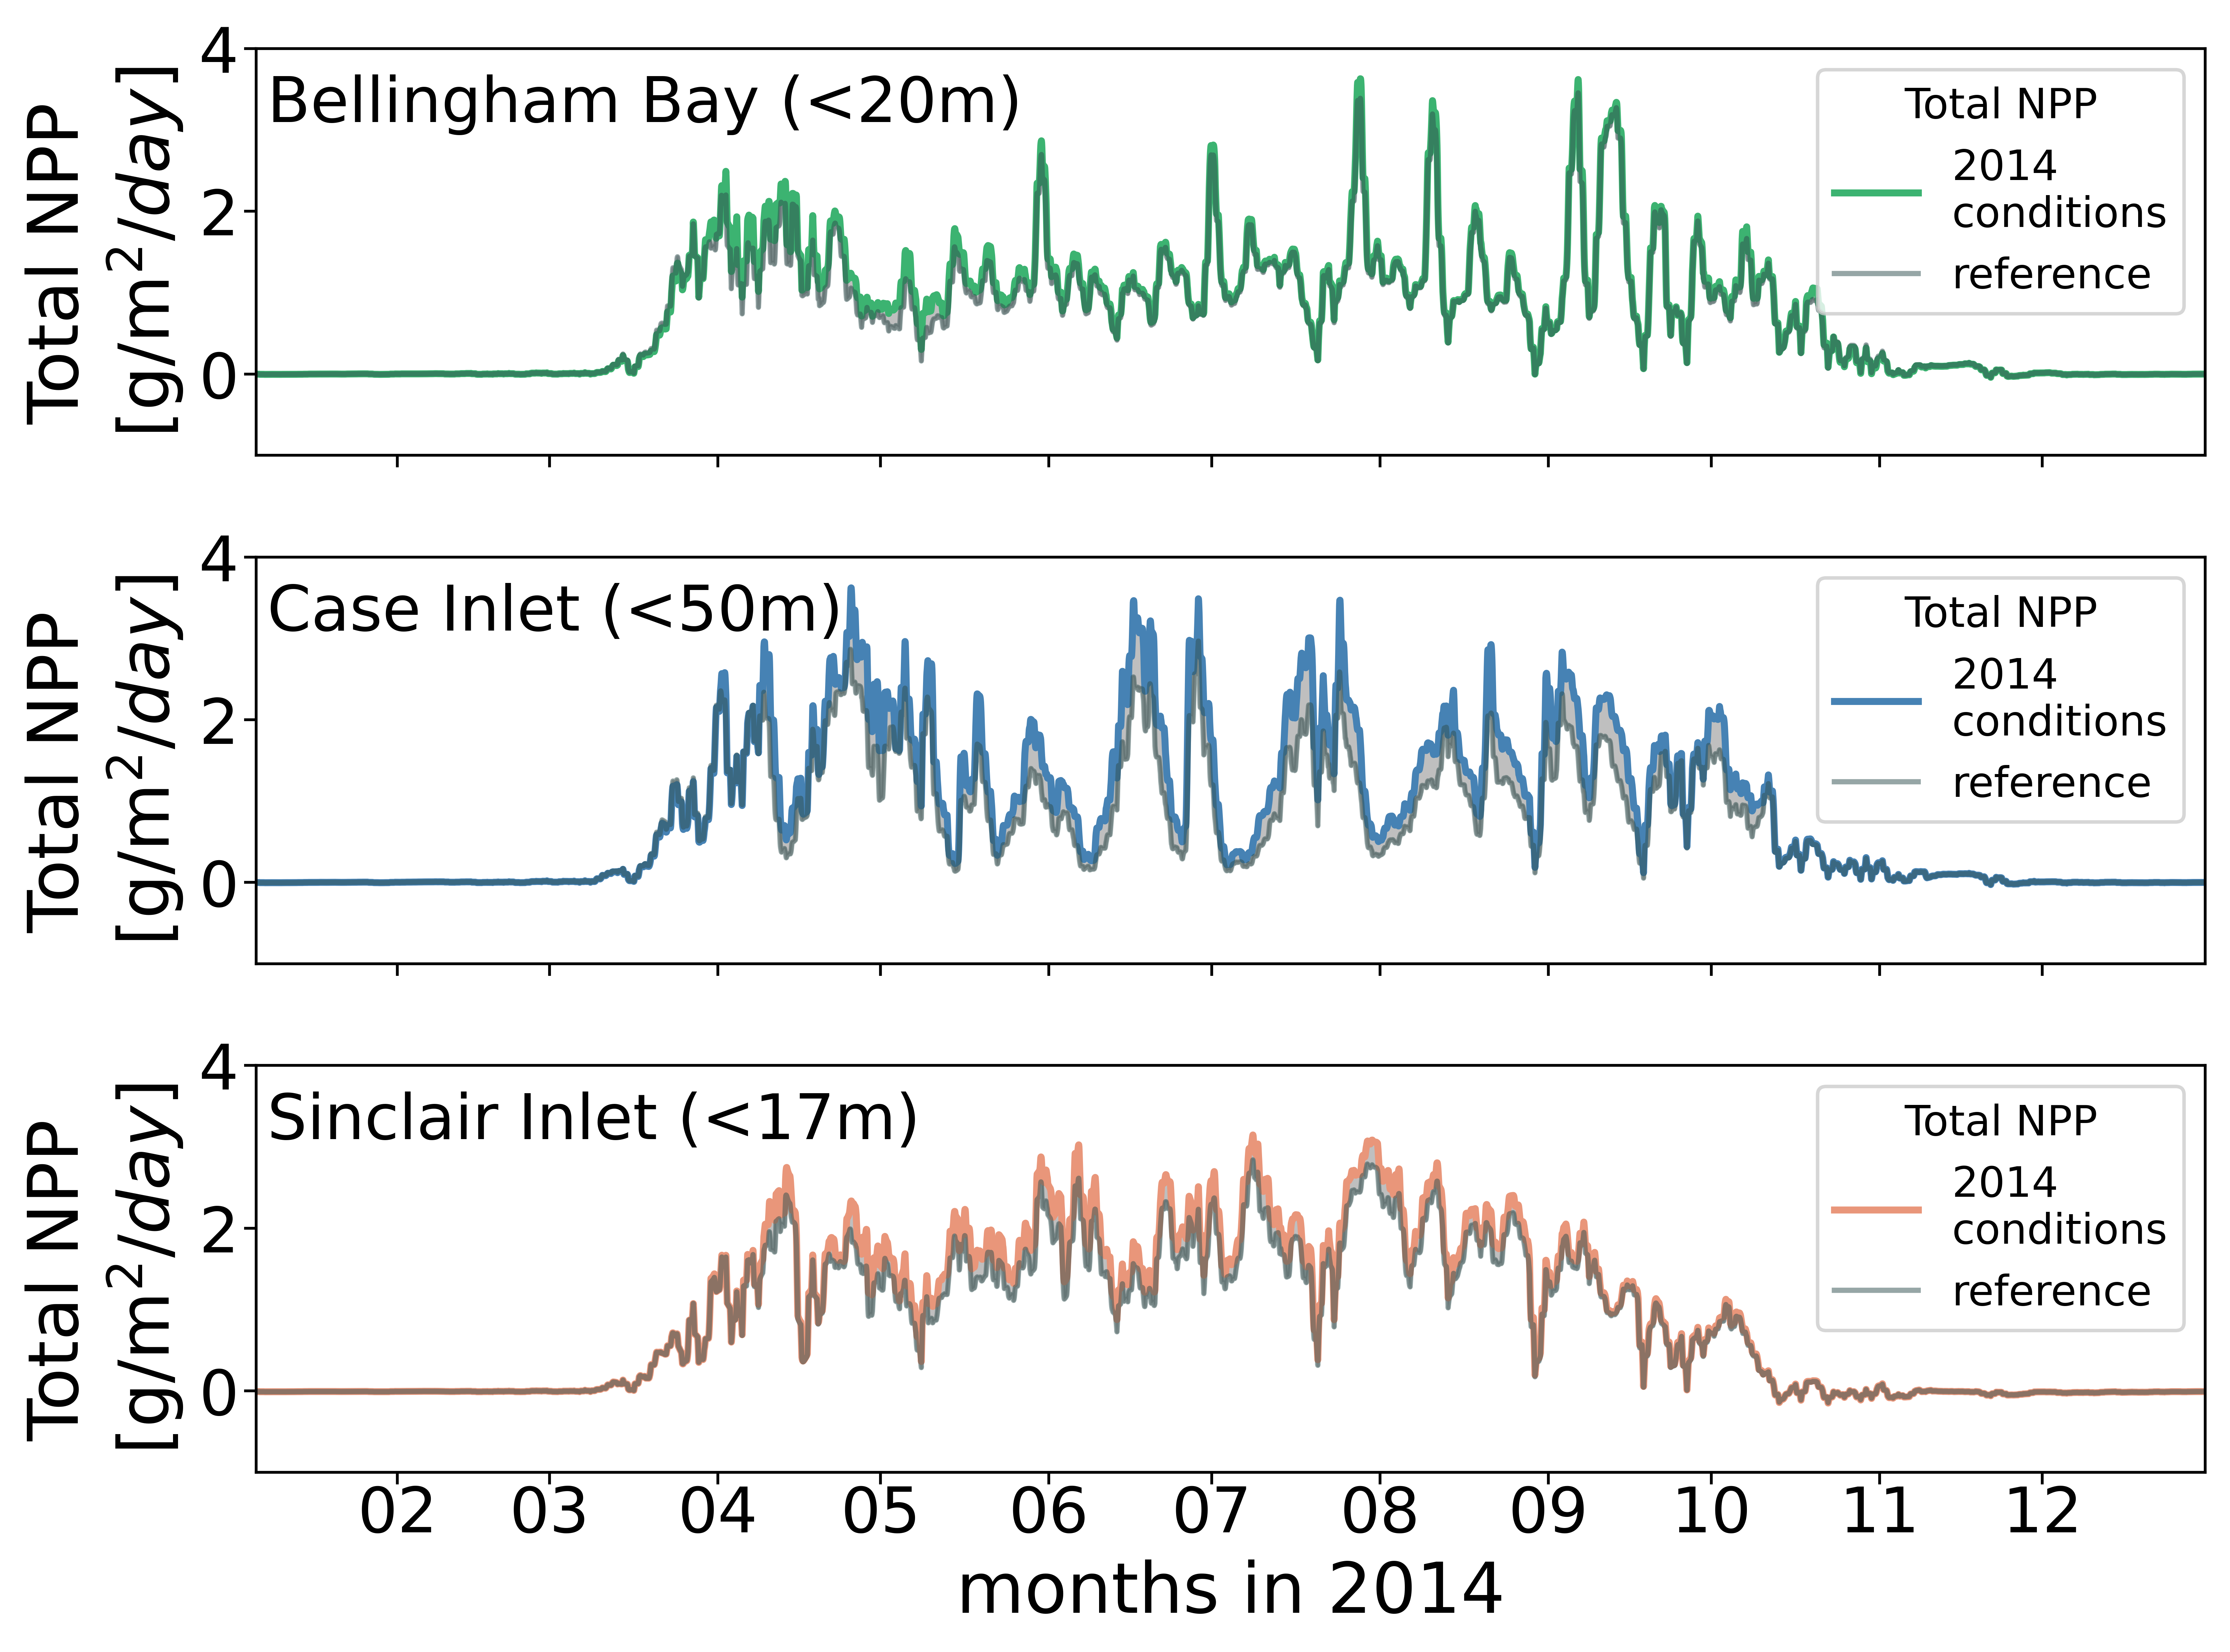 4
2
0
Total NPP
[g/m²/day]
Bellingham Bay (<20m)
Total NPP
2014
conditions
reference
4
2
0
Total NPP
[g/m²/day]
Case Inlet (<50m)
Total NPP
2014
conditions
reference
4
2
0
Total NPP
[g/m²/day]
Sinclair Inlet (<17m)
Total NPP
2014
conditions
reference
02 03 04 05 06 07 08 09 10 11 12
months in 2014